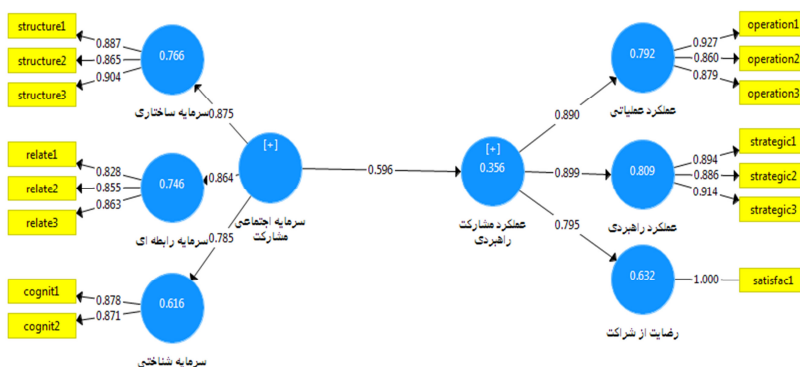 structure1
structure2
structure3
0.887
0.865
0.904
0.766
سرمایه ساختاری
0.875
relate1
relate2
relate3
0.828
0.855
0.863
0.746
سرمایه رابطه ای
0.864
cognit1
cognit2
0.878
0.871
0.616
سرمایه شناختی
0.785
[+]
سرمایه اجتماعی
مشارکت
0.596
[+]
0.356
عملکرد مشارکت
راهبردی
0.890
0.792
عملکرد عملیاتی
0.927
0.860
0.879
operation1
operation2
operation3
0.899
0.809
عملکرد راهبردی
0.894
0.886
0.914
strategic1
strategic2
strategic3
0.795
0.632
رضایت از شراکت
1.000
satisfac1